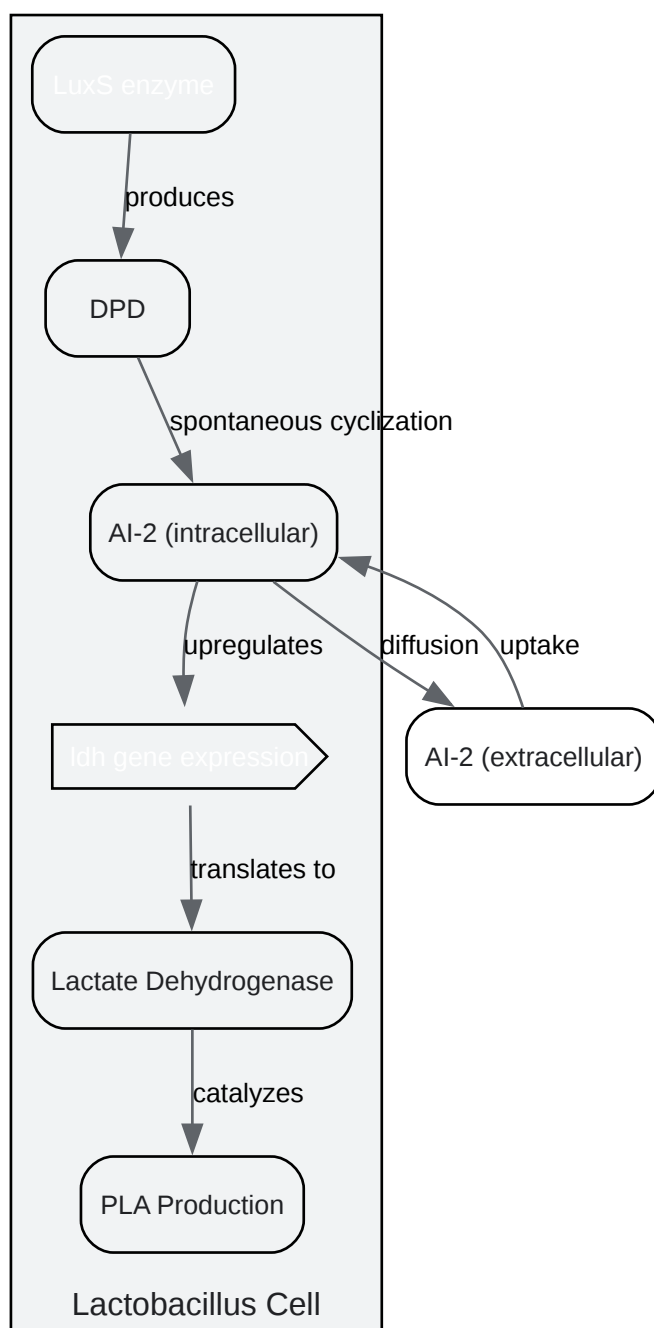 LuxS enzyme
produces
DPD
spontaneous cyclization
AI-2 (intracellular)
upregulates
diffusion
uptake
ldh gene expression
AI-2 (extracellular)
translates to
Lactate Dehydrogenase
catalyzes
PLA Production
Lactobacillus Cell